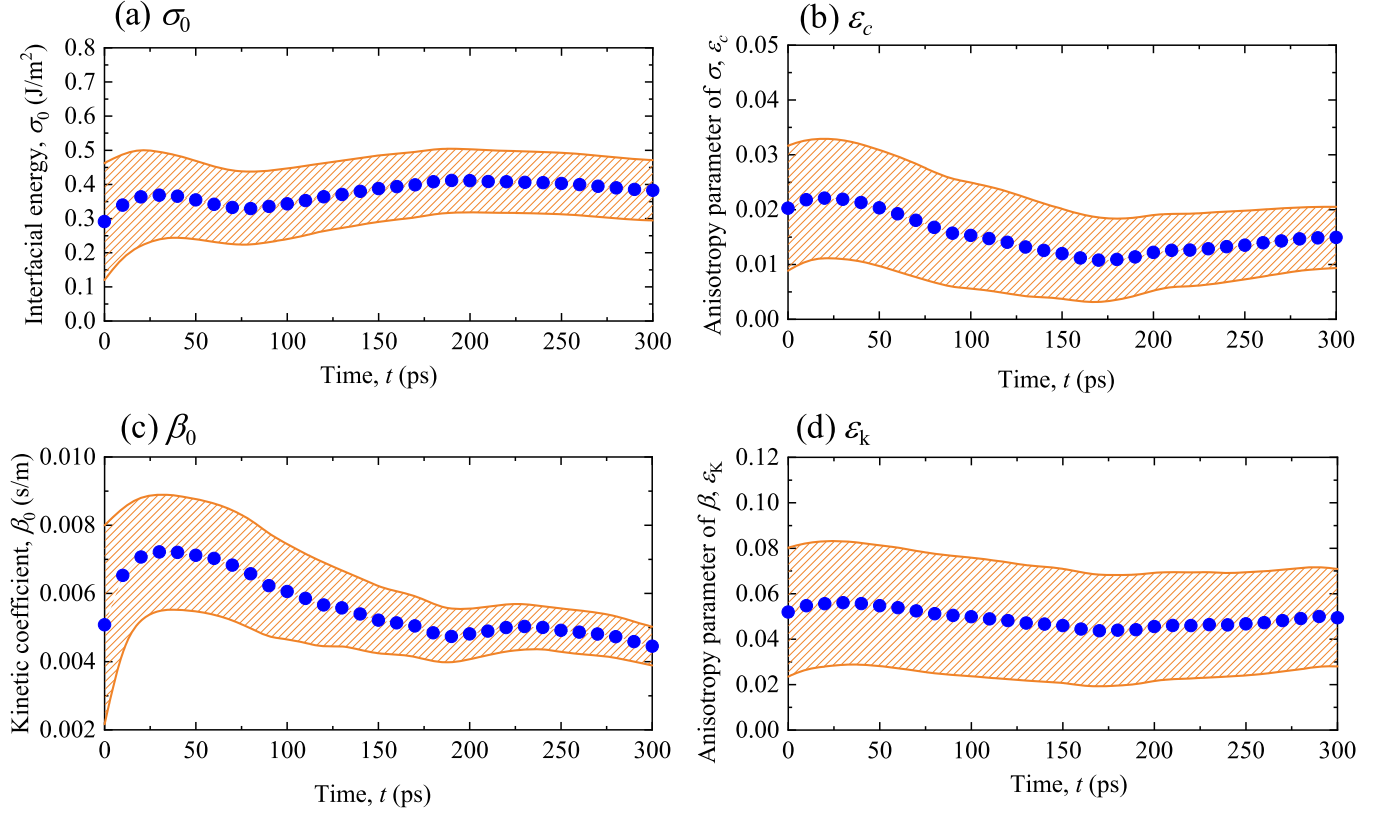 (a) σ0
Interfacial energy, σ0 (J/m2)
0.8
0.7
0.6
0.5
0.4
0.3
0.2
0.1
0.0
0 50 100 150 200 250 300
Time, t (ps)
(b) εc
Anisotropy parameter of σ, εc
0.05
0.04
0.03
0.02
0.01
0.00
0 50 100 150 200 250 300
Time, t (ps)
(c) β0
Kinetic coefficient, β0 (s/m)
0.010
0.008
0.006
0.004
0.002
0 50 100 150 200 250 300
Time, t (ps)
(d) εk
Anisotropy parameter of β, εK
0.12
0.10
0.08
0.06
0.04
0.02
0.00
0 50 100 150 200 250 300
Time, t (ps)